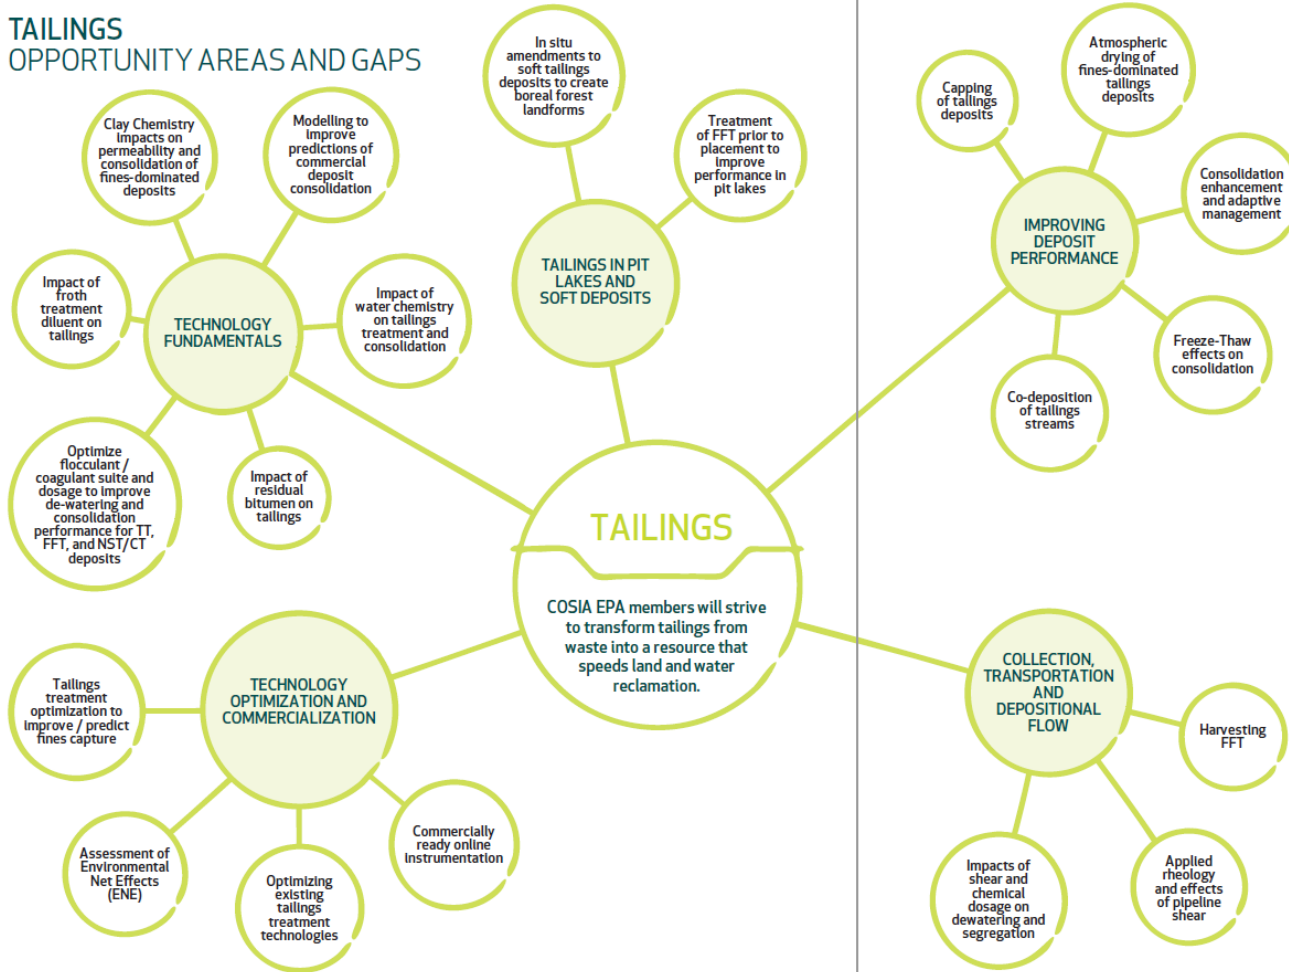 TAILINGS
OPPORTUNITY AREAS AND GAPS
Clay Chemistry
impacts on
permeability and
consolidation of
fines-dominated
deposits
Modelling to
improve
predictions of
commercial
deposit
consolidation
Impact of
froth
treatment
diluent on
tailings
TECHNOLOGY
FUNDAMENTALS
Impact of
water chemistry
on tailings
treatment and
consolidation
Optimize
flocculant /
coagulant suite and
dosage to improve
de-watering and
consolidation
performance for TT,
FFT, and NST/CT
deposits
Impact of
residual
bitumen on
tailings
In situ
amendments to
soft tailings
deposits to create
boreal forest
landforms
Treatment
of FFT prior to
placement to
improve
performance in
pit lakes
TAILINGS IN PIT
LAKES AND
SOFT DEPOSITS
Capping
of tailings
deposits
Atmospheric
drying of
fines-dominated
tailings
deposits
Consolidation
enhancement
and adaptive
management
IMPROVING
DEPOSIT
PERFORMANCE
Freeze-Thaw
effects on
consolidation
Co-deposition
of tailings
streams
TAILINGS
COSIA EPA members will strive
to transform tailings from
waste into a resource that
speeds land and water
reclamation.
Tailings
treatment
optimization to
improve / predict
fines capture
TECHNOLOGY
OPTIMIZATION AND
COMMERCIALIZATION
Assessment of
Environmental
Net Effects
(ENE)
Optimizing
existing
tailings
treatment
technologies
Commercially
ready online
instrumentation
COLLECTION,
TRANSPORTATION
AND
DEPOSITIONAL
FLOW
Harvesting
FFT
Impacts of
shear and
chemical
dosage on
dewatering and
segregation
Applied
rheology
and effects
of pipeline
shear